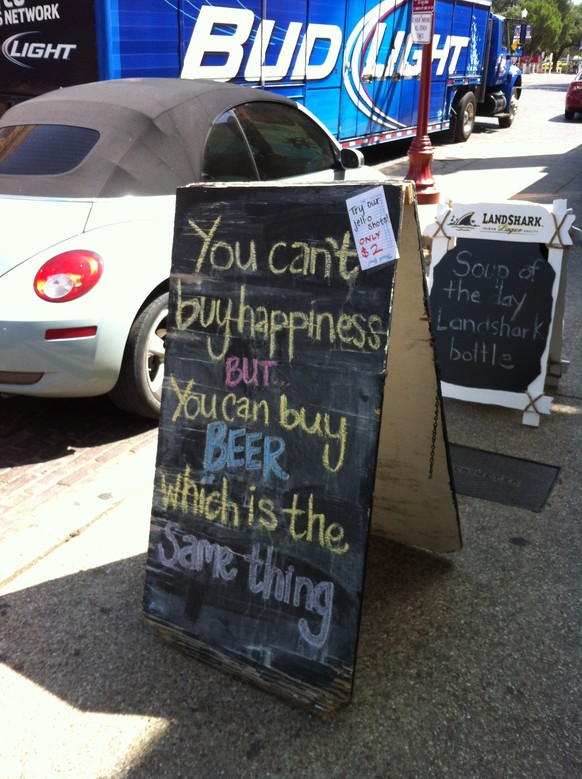 NETWORK
LIGHT
BUD LIGHT
You can't
buy happiness
BUT...
You can buy
BEER
which is the
same thing
Try our
jello shots!
ONLY
$2
LANDSHARK
Lager
Soup of
the day
Landshark
bottle